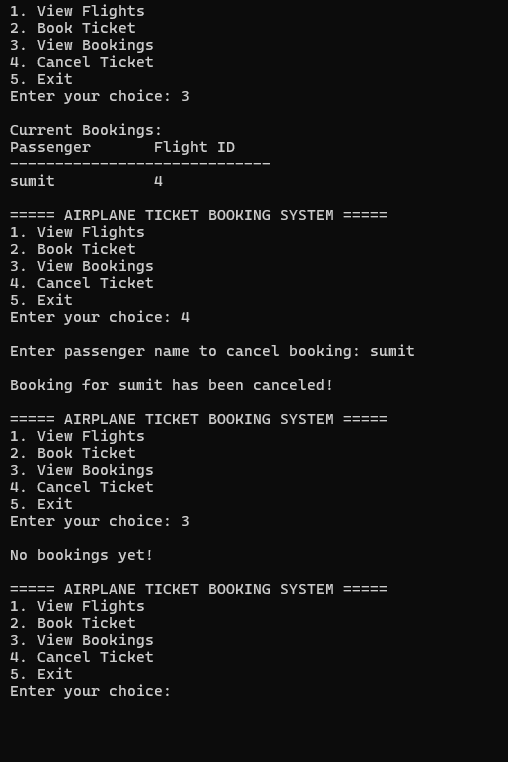 1. View Flights
2. Book Ticket
3. View Bookings
4. Cancel Ticket
5. Exit
Enter your choice: 3
Current Bookings:
Passenger       Flight ID
-----------------------------
sumit           4
===== AIRPLANE TICKET BOOKING SYSTEM =====
1. View Flights
2. Book Ticket
3. View Bookings
4. Cancel Ticket
5. Exit
Enter your choice: 4
Enter passenger name to cancel booking: sumit
Booking for sumit has been canceled!
===== AIRPLANE TICKET BOOKING SYSTEM =====
1. View Flights
2. Book Ticket
3. View Bookings
4. Cancel Ticket
5. Exit
Enter your choice: 3
No bookings yet!
===== AIRPLANE TICKET BOOKING SYSTEM =====
1. View Flights
2. Book Ticket
3. View Bookings
4. Cancel Ticket
5. Exit
Enter your choice: